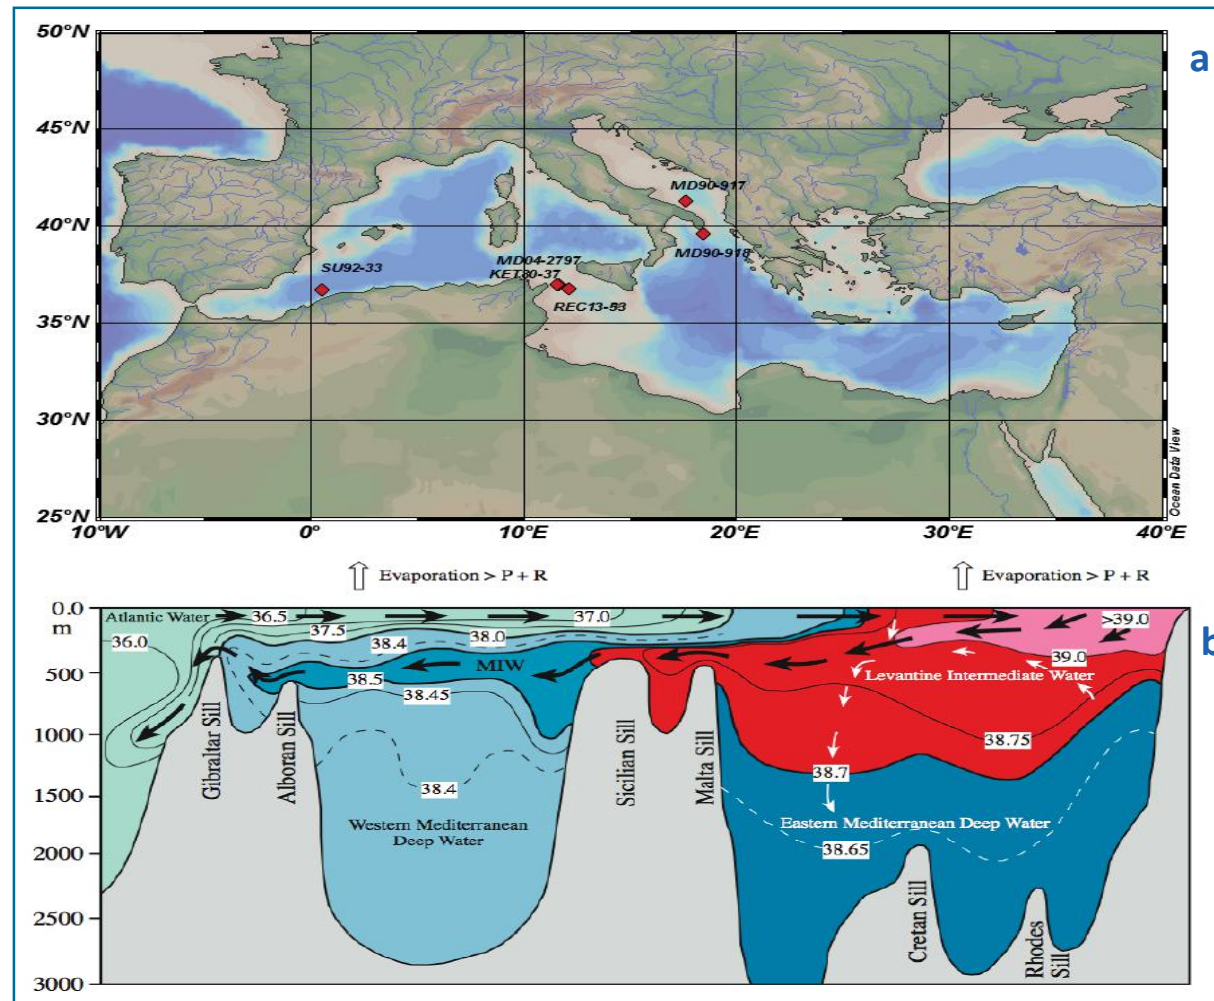 50°N
a
45°N
MD90-917
40°N
MD90-918
MD04-2797
SU92-33
KET80-37
REC13-53
35°N
30°N
25°N
Ocean Data View
10°W 0° 10°E 20°E 30°E 40°E
Evaporation > P + R Evaporation > P + R
0.0
m
Atlantic Water 36.5 37.0 >39.0
b
37.5 38.4 38.0
36.0
39.0
MIW
500
38.5
38.45
Levantine Intermediate Water
1000
38.75
Gibraltar Sill
Alboran Sill
Sicilian Sill
Malta Sill
38.7
38.4
1500
Western Mediterranean
Deep Water
Eastern Mediterranean Deep Water
38.65
2000
Cretan Sill
Rhodes
Sill
2500
3000